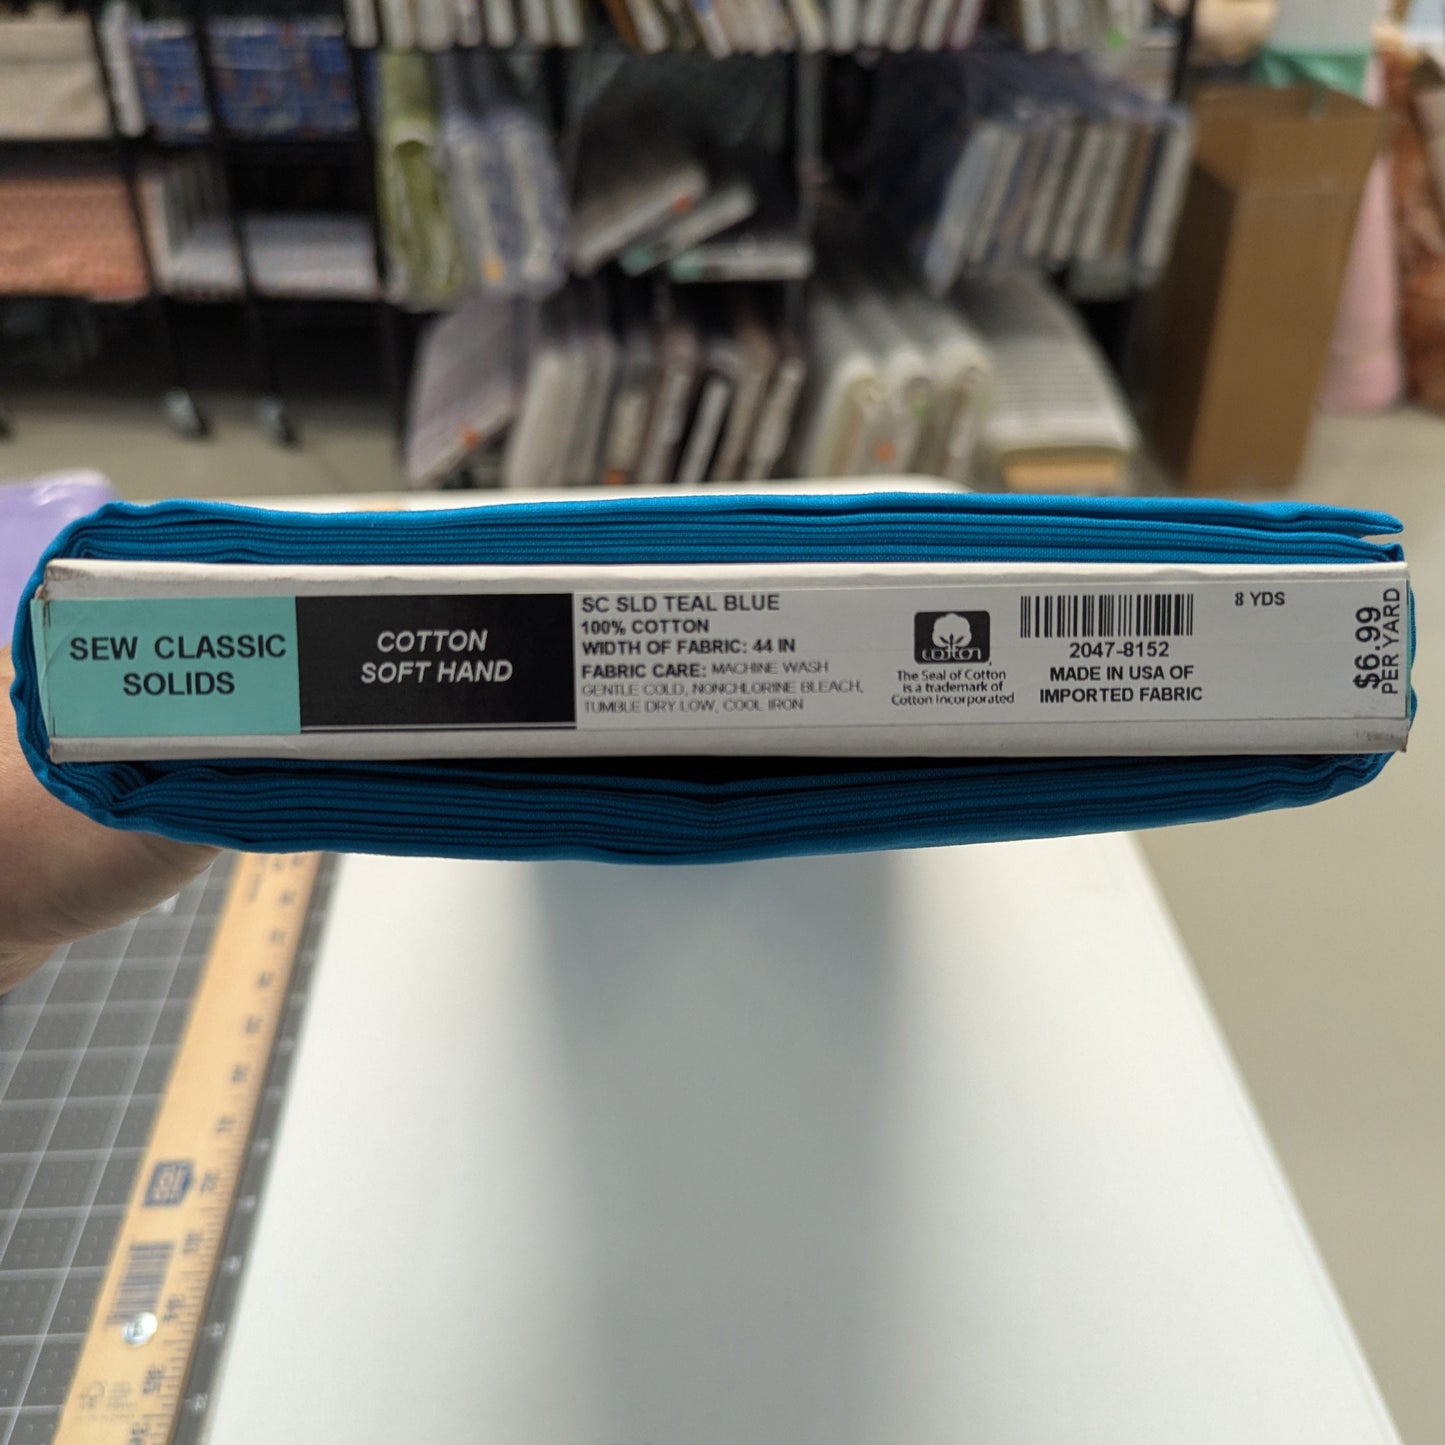 SEW CLASSIC
SOLIDS
COTTON
SOFT HAND
SC SLD TEAL BLUE
100% COTTON
WIDTH OF FABRIC: 44 IN
FABRIC CARE: MACHINE WASH
GENTLE COLD, NONCHLORINE BLEACH,
TUMBLE DRY LOW, COOL IRON
cotton
The Seal of Cotton
is a trademark of
Cotton Incorporated
2047-8152
MADE IN USA OF
IMPORTED FABRIC
8 YDS
$6.99
PER YARD